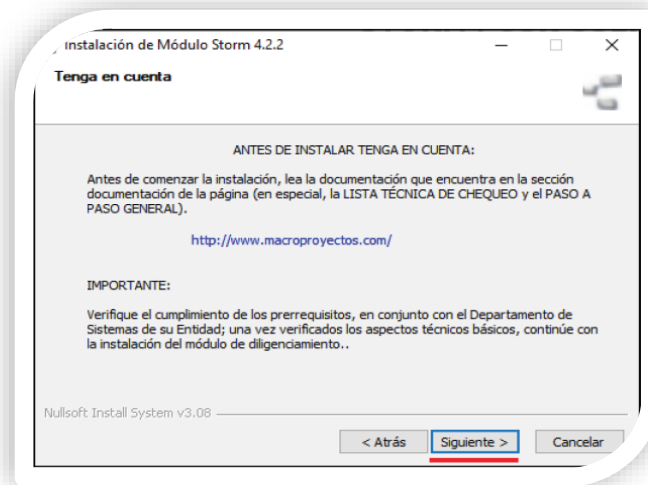 Instalación de Módulo Storm 4.2.2
Tenga en cuenta
ANTES DE INSTALAR TENGA EN CUENTA:
Antes de comenzar la instalación, lea la documentación que encuentra en la sección
documentación de la página (en especial, la LISTA TÉCNICA DE CHEQUEO y el PASO A
PASO GENERAL).
http://www.macroproyectos.com/
IMPORTANTE:
Verifique el cumplimiento de los prerrequisitos, en conjunto con el Departamento de
Sistemas de su Entidad; una vez verificados los aspectos técnicos básicos, continúe con
la instalación del módulo de diligenciamiento..
Nullsoft Install System v3.08
< Atrás Siguiente > Cancelar